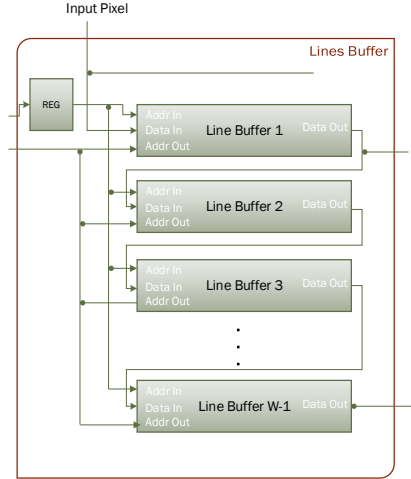 Input Pixel
Lines Buffer
REG
Addr In
Data In
Addr Out
Line Buffer 1
Data Out
Addr In
Data In
Addr Out
Line Buffer 2
Data Out
Addr In
Data In
Addr Out
Line Buffer 3
Data Out
Addr In
Data In
Addr Out
Line Buffer W-1
Data Out